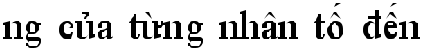 ng của từng nhân tố đến